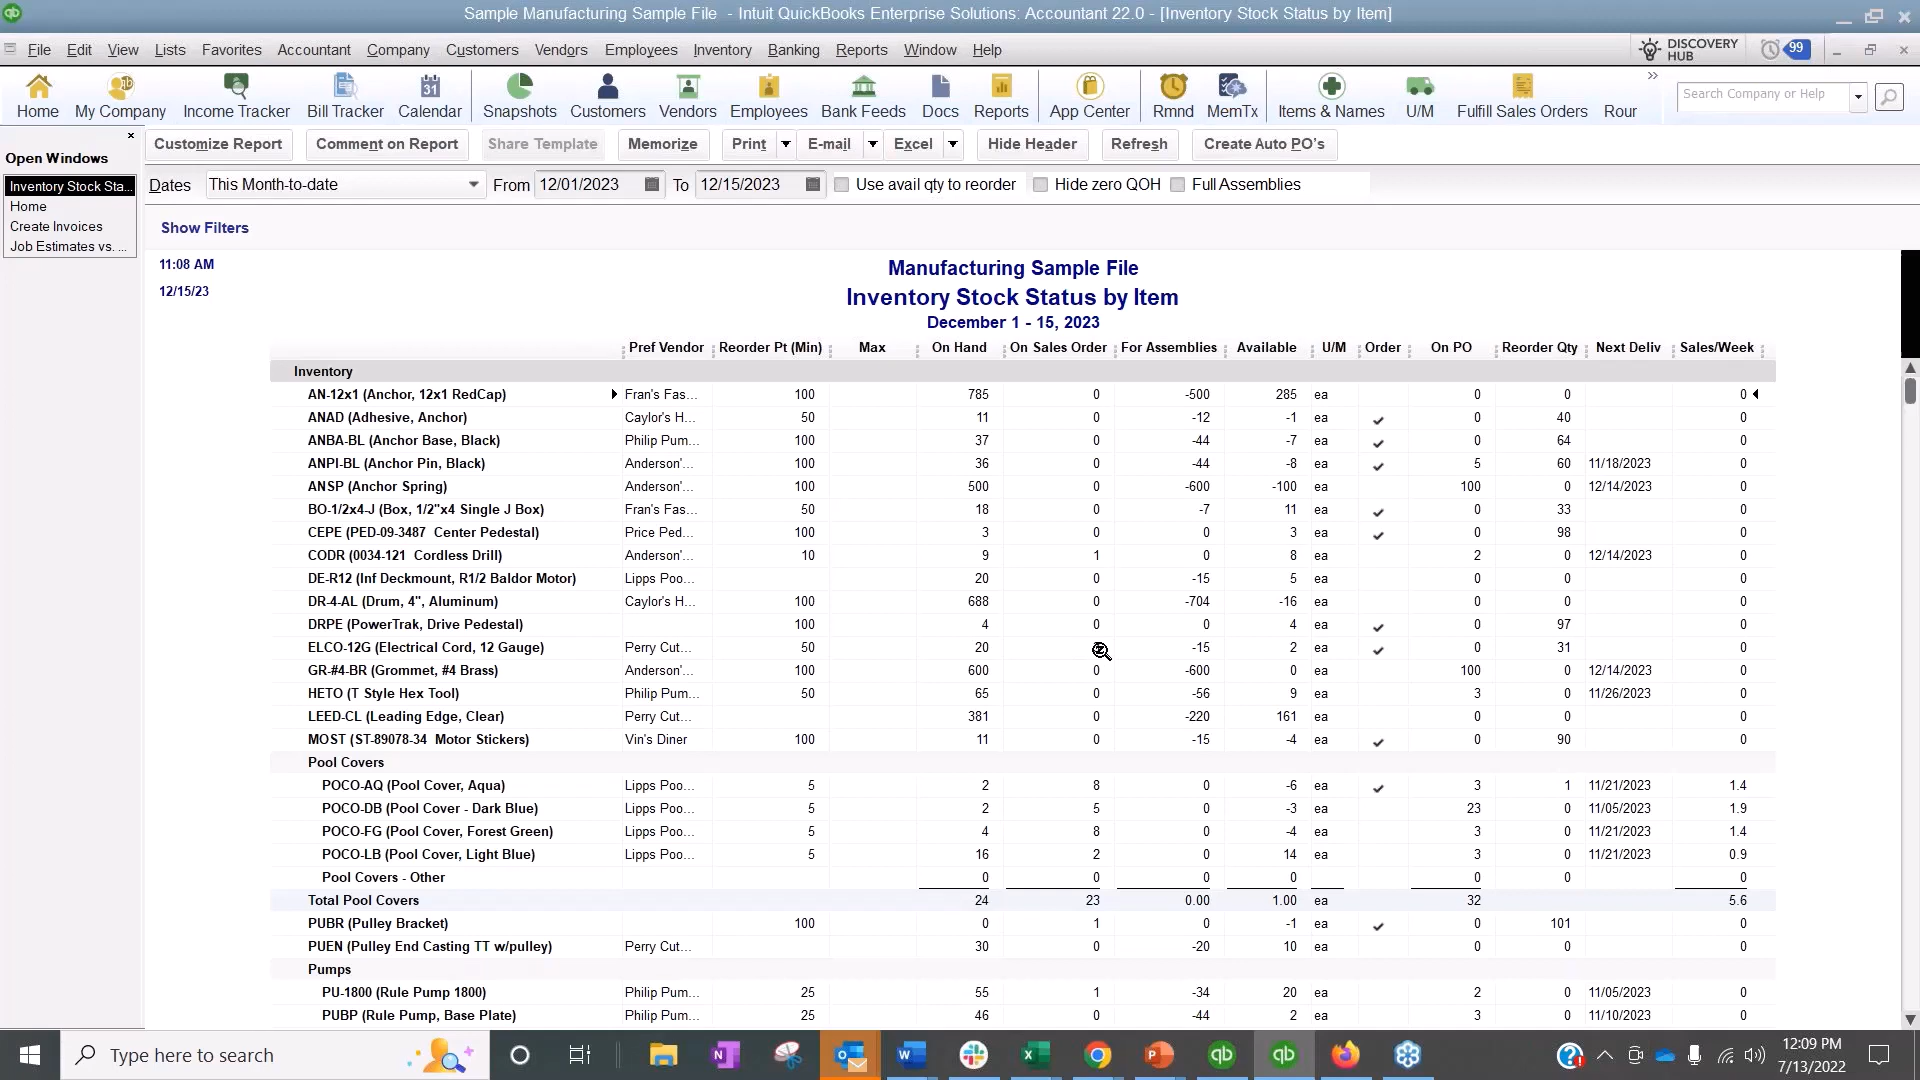 Sample Manufacturing Sample File - Intuit QuickBooks Enterprise Solutions: Accountant 22.0 - [Inventory Stock Status by Item]
File Edit View Lists Favorites Accountant Company Customers Vendors Employees Inventory Banking Reports Window Help DISCOVERY HUB 99
31
Home My Company Income Tracker Bill Tracker Calendar Snapshots Customers Vendors Employees Bank Feeds Docs Reports App Center Rmnd MemTx Items & Names U/M Fulfill Sales Orders Rour » Search Company or Help
Open Windows
Inventory Stock Sta...
Home
Create Invoices
Job Estimates vs. ...
Customize Report Comment on Report Share Template Memorize Print E-mail Excel Hide Header Refresh Create Auto PO's
Dates This Month-to-date From 12/01/2023 To 12/15/2023 Use avail qty to reorder Hide zero QOH Full Assemblies
Show Filters
11:08 AM
12/15/23
Manufacturing Sample File
Inventory Stock Status by Item
December 1 - 15, 2023
Pref Vendor Reorder Pt (Min) Max On Hand On Sales Order For Assemblies Available U/M Order On PO Reorder Qty Next Deliv Sales/Week
Inventory
AN-12x1 (Anchor, 12x1 RedCap) Fran's Fas... 100 785 0 -500 285 ea 0 0 0
ANAD (Adhesive, Anchor) Caylor's H... 50 11 0 -12 -1 ea ✔ 0 40 0
ANBA-BL (Anchor Base, Black) Philip Pum... 100 37 0 -44 -7 ea ✔ 0 64 0
ANPI-BL (Anchor Pin, Black) Anderson'... 100 36 0 -44 -8 ea ✔ 5 60 11/18/2023 0
ANSP (Anchor Spring) Anderson'... 100 500 0 -600 -100 ea 100 0 12/14/2023 0
BO-1/2x4-J (Box, 1/2"x4 Single J Box) Fran's Fas... 50 18 0 -7 11 ea ✔ 0 33 0
CEPE (PED-09-3487 Center Pedestal) Price Ped... 100 3 0 0 3 ea ✔ 0 98 0
CODR (0034-121 Cordless Drill) Anderson'... 10 9 1 0 8 ea 2 0 12/14/2023 0
DE-R12 (Inf Deckmount, R1/2 Baldor Motor) Lipps Poo... 20 0 -15 5 ea 0 0 0
DR-4-AL (Drum, 4", Aluminum) Caylor's H... 100 688 0 -704 -16 ea 0 0 0
DRPE (PowerTrak, Drive Pedestal) 100 4 0 0 4 ea ✔ 0 97 0
ELCO-12G (Electrical Cord, 12 Gauge) Perry Cut... 50 20 -15 2 ea ✔ 0 31 0
GR-#4-BR (Grommet, #4 Brass) Anderson'... 100 600 0 -600 0 ea 100 0 12/14/2023 0
HETO (T Style Hex Tool) Philip Pum... 50 65 0 -56 9 ea 3 0 11/26/2023 0
LEED-CL (Leading Edge, Clear) Perry Cut... 381 0 -220 161 ea 0 0 0
MOST (ST-89078-34 Motor Stickers) Vin's Diner 100 11 0 -15 -4 ea ✔ 0 90 0
Pool Covers
POCO-AQ (Pool Cover, Aqua) Lipps Poo... 5 2 8 0 -6 ea ✔ 3 1 11/21/2023 1.4
POCO-DB (Pool Cover - Dark Blue) Lipps Poo... 5 2 5 0 -3 ea 23 0 11/05/2023 1.9
POCO-FG (Pool Cover, Forest Green) Lipps Poo... 5 4 8 0 -4 ea 3 0 11/21/2023 1.4
POCO-LB (Pool Cover, Light Blue) Lipps Poo... 5 16 2 0 14 ea 3 0 11/21/2023 0.9
Pool Covers - Other 0 0 0 0 0 0 0
Total Pool Covers 24 23 0.00 1.00 ea 32 5.6
PUBR (Pulley Bracket) 100 0 1 0 -1 ea ✔ 0 101 0
PUEN (Pulley End Casting TT w/pulley) Perry Cut... 30 0 -20 10 ea 0 0 0
Pumps
PU-1800 (Rule Pump 1800) Philip Pum... 25 55 1 -34 20 ea 2 0 11/05/2023 0
PUBP (Rule Pump, Base Plate) Philip Pum... 25 46 0 -44 2 ea 3 0 11/10/2023 0
Type here to search
12:09 PM
7/13/2022